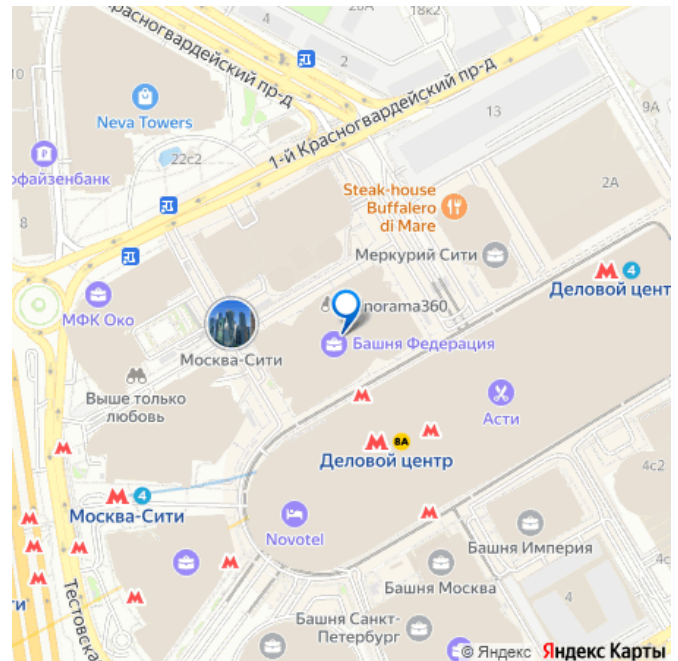 18к2
20А
Красногвардейский пр-д
2
10
Neva Towers
13
9А
1-й Красногвардейский пр-д
22с2
офайзенбанк
2А
Steak-house
Buffalero
di Mare
8
Меркурий Сити
4
Деловой цент
МФК Око
norama360
Москва-Сити
Башня Федерация
Выше только
любовь
Асти
8А
Деловой центр
4с2
4
Москва-Сити
Novotel
Башня Империя
Башня Москва
4
ти
Тестовска
Башня Санкт-
Петербург
© Яндекс Яндекс Карты